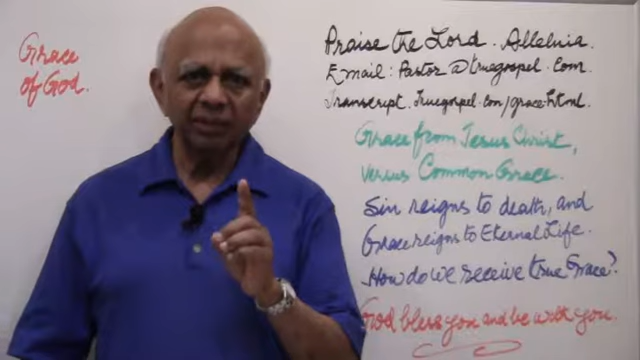 Grace
of God.
Praise the Lord. Alleluia.
Email: Pastor@truegospel.com.
Transcript. Truegospel.com/grace.html.
Grace from Jesus Christ,
versus Common Grace.
Sin reigns to death, and
Grace reigns to Eternal Life.
How do we receive true Grace?
God bless you and be with you.